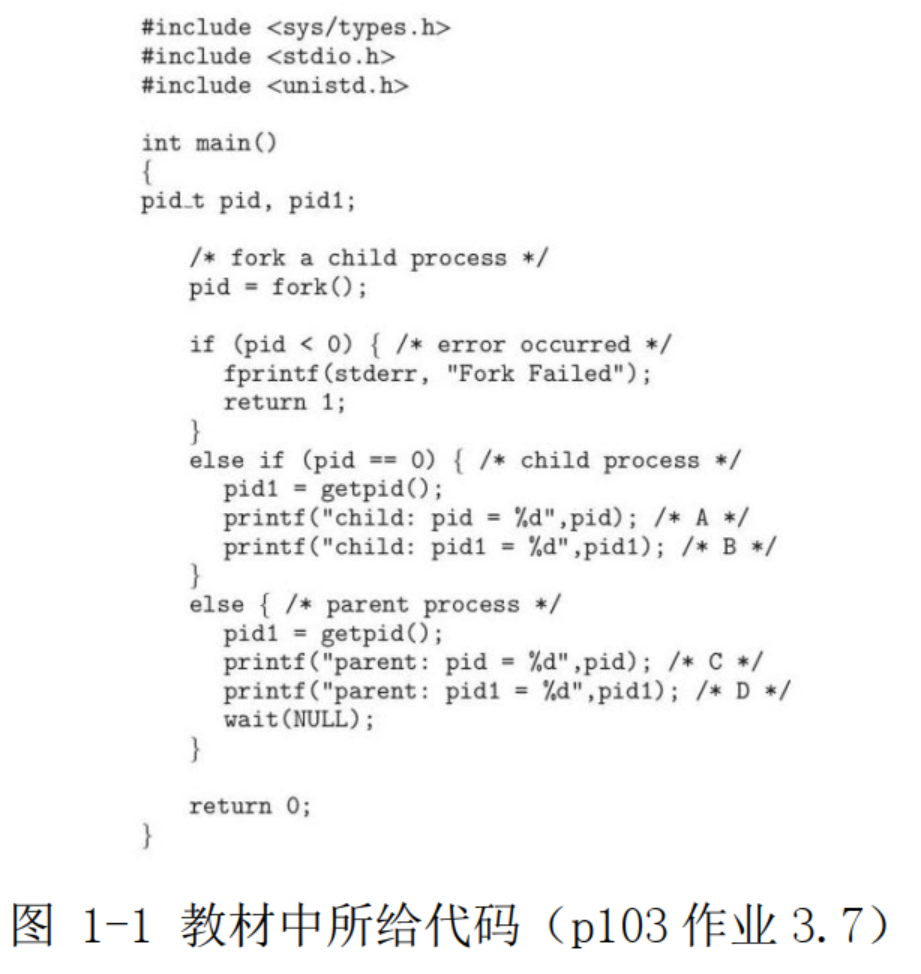 #include <sys/types.h>
#include <stdio.h>
#include <unistd.h>
int main()
{
pid_t pid, pid1;
/* fork a child process */
pid = fork();
if (pid < 0) { /* error occurred */
fprintf(stderr, "Fork Failed");
return 1;
}
else if (pid == 0) { /* child process */
pid1 = getpid();
printf("child: pid = %d",pid); /* A */
printf("child: pid1 = %d",pid1); /* B */
}
else { /* parent process */
pid1 = getpid();
printf("parent: pid = %d",pid); /* C */
printf("parent: pid1 = %d",pid1); /* D */
wait(NULL);
}
return 0;
}
图 1-1 教材中所给代码（p103 作业 3.7）